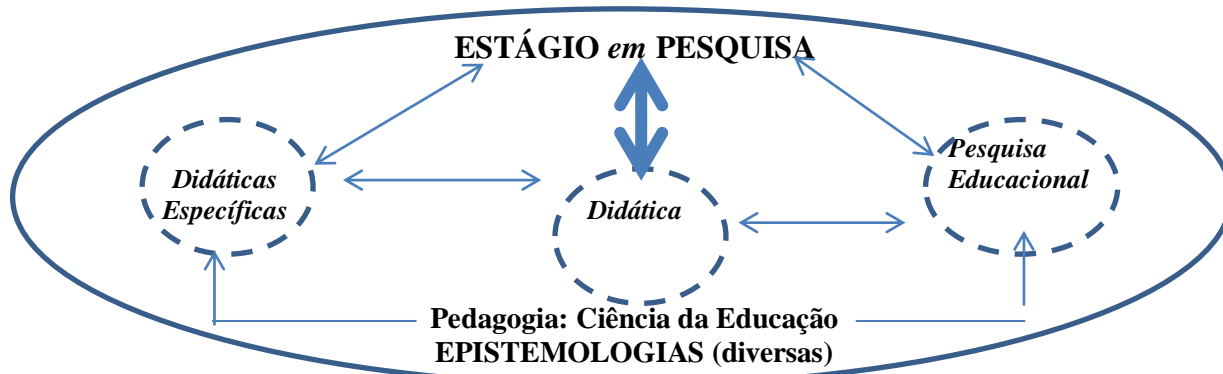 ESTÁGIO em PESQUISA
Didáticas
Específicas
Didática
Pesquisa
Educacional
Pedagogia: Ciência da Educação
EPISTEMOLOGIAS (diversas)